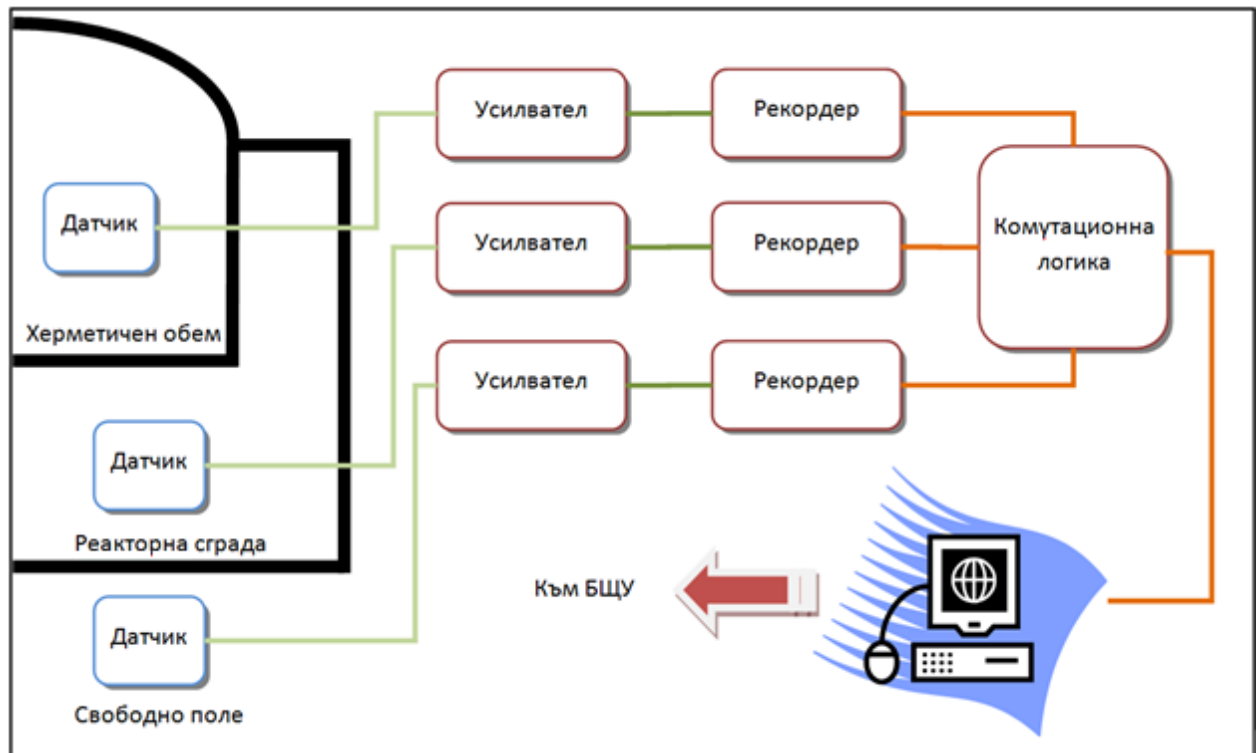 Усилвател
Рекордер
Датчик
Комутационна
логика
Усилвател
Рекордер
Херметичен обем
Усилвател
Рекордер
Датчик
Реакторна сграда
Към БЩУ
Датчик
Свободно поле